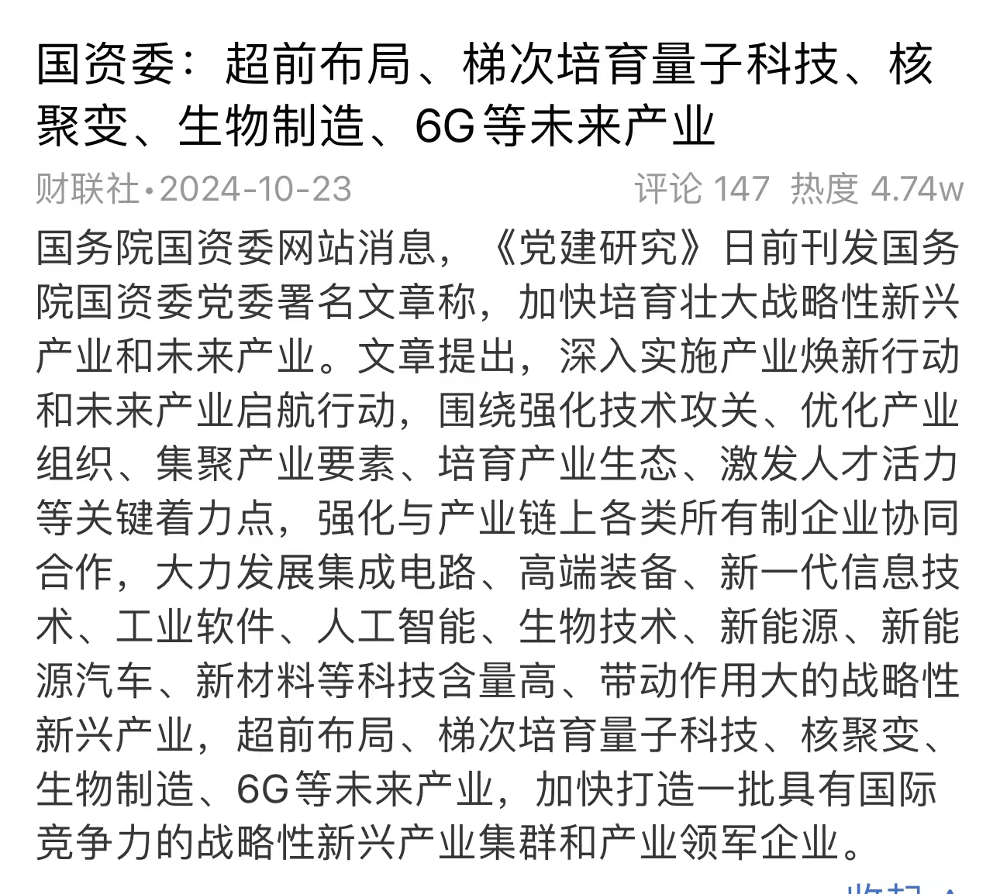 国资委：超前布局、梯次培育量子科技、核
聚变、生物制造、6G等未来产业
财联社•2024-10-23 评论 147 热度 4.74w
国务院国资委网站消息，《党建研究》日前刊发国务
院国资委党委署名文章称，加快培育壮大战略性新兴
产业和未来产业。文章提出，深入实施产业焕新行动
和未来产业启航行动，围绕强化技术攻关、优化产业
组织、集聚产业要素、培育产业生态、激发人才活力
等关键着力点，强化与产业链上各类所有制企业协同
合作，大力发展集成电路、高端装备、新一代信息技
术、工业软件、人工智能、生物技术、新能源、新能
源汽车、新材料等科技含量高、带动作用大的战略性
新兴产业，超前布局、梯次培育量子科技、核聚变、
生物制造、6G等未来产业，加快打造一批具有国际
竞争力的战略性新兴产业集群和产业领军企业。
收起